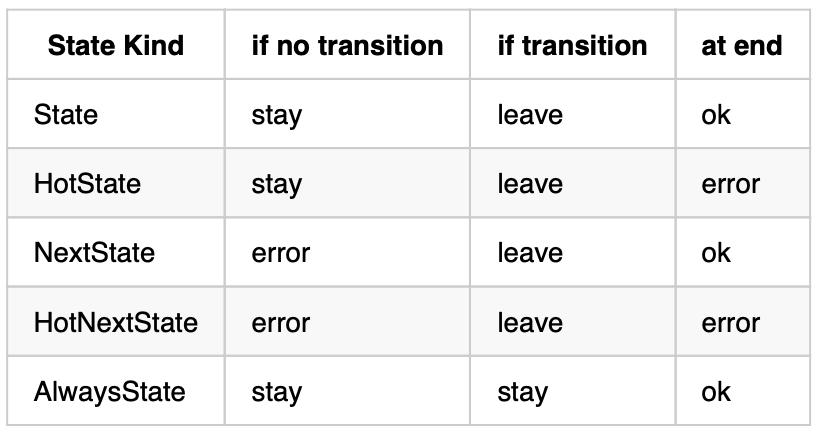 State Kind if no transition if transition at end
State stay leave ok
HotState stay leave error
NextState error leave ok
HotNextState error leave error
AlwaysState stay stay ok